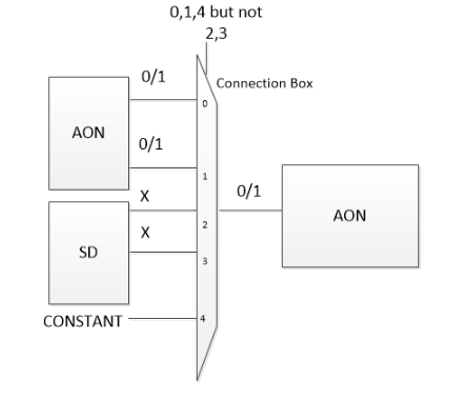 0,1,4 but not
2,3
0/1
Connection Box
0
AON
0/1
1
X
0/1
2
AON
X
SD
3
CONSTANT
4